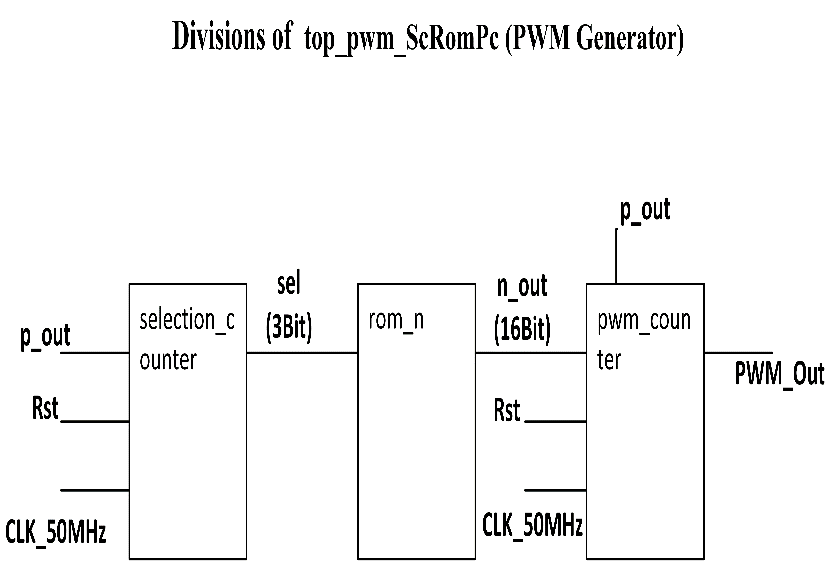 Divisions of top_pwm_ScRomPc (PWM Generator)
p_out
sel
(3Bit)
n_out
(16Bit)
selection_c
ounter
rom_n
pwm_coun
ter
p_out
PWM_Out
Rst
Rst
CLK_50MHz
CLK_50MHz